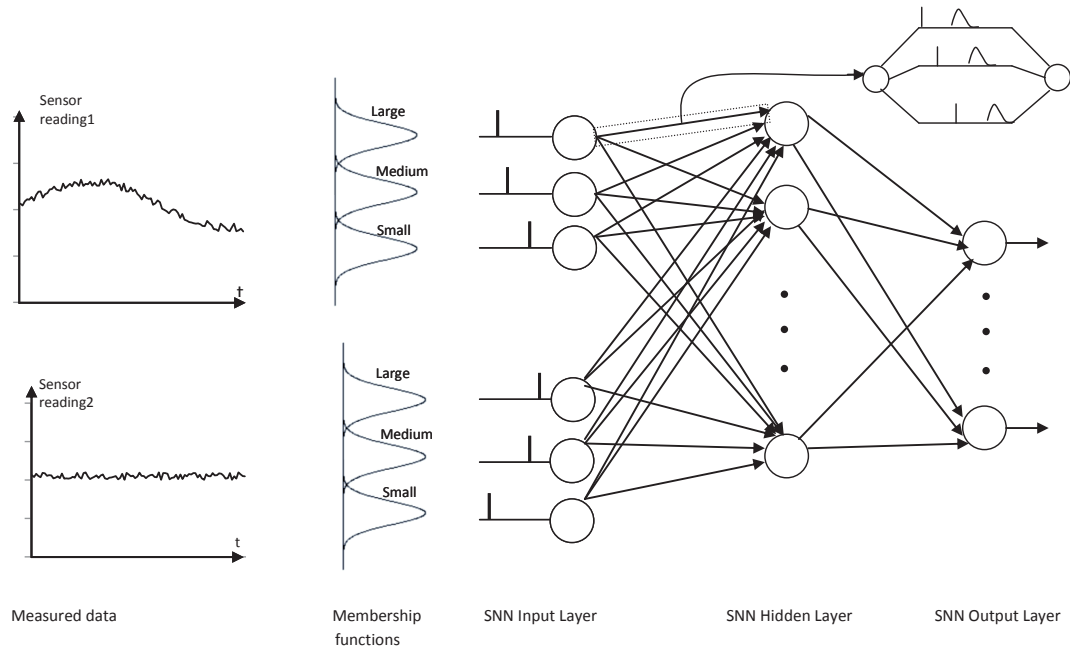 Sensor
reading1
t
Large
Medium
Small
Sensor
reading2
t
Large
Medium
Small
Measured data
Membership
functions
SNN Input Layer
SNN Hidden Layer
SNN Output Layer